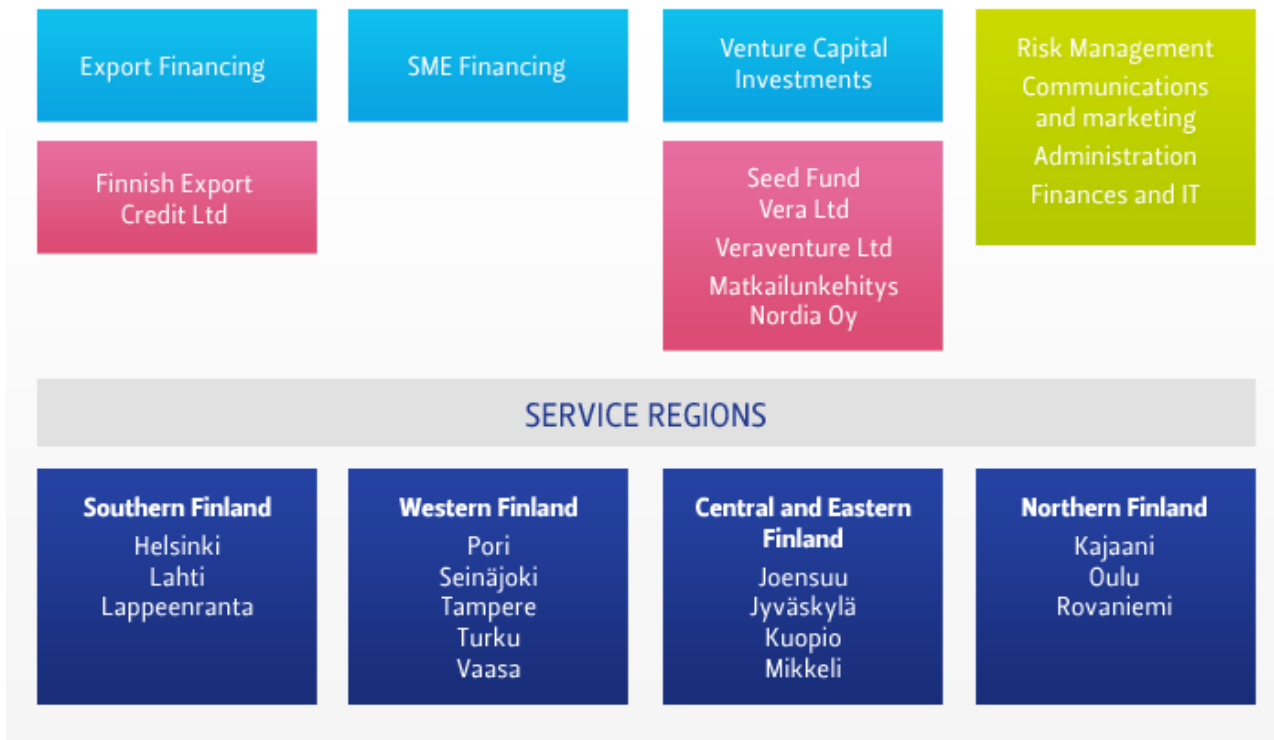 Export Financing
SME Financing
Venture Capital
Investments
Risk Management
Communications
and marketing
Administration
Finances and IT
Finnish Export
Credit Ltd
Seed Fund
Vera Ltd
Veraventure Ltd
Matkailunkehitys
Nordia Oy
SERVICE REGIONS
Southern Finland
Helsinki
Lahti
Lappeenranta
Western Finland
Pori
Seinäjoki
Tampere
Turku
Vaasa
Central and Eastern
Finland
Joensuu
Jyväskylä
Kuopio
Mikkeli
Northern Finland
Kajaani
Oulu
Rovaniemi